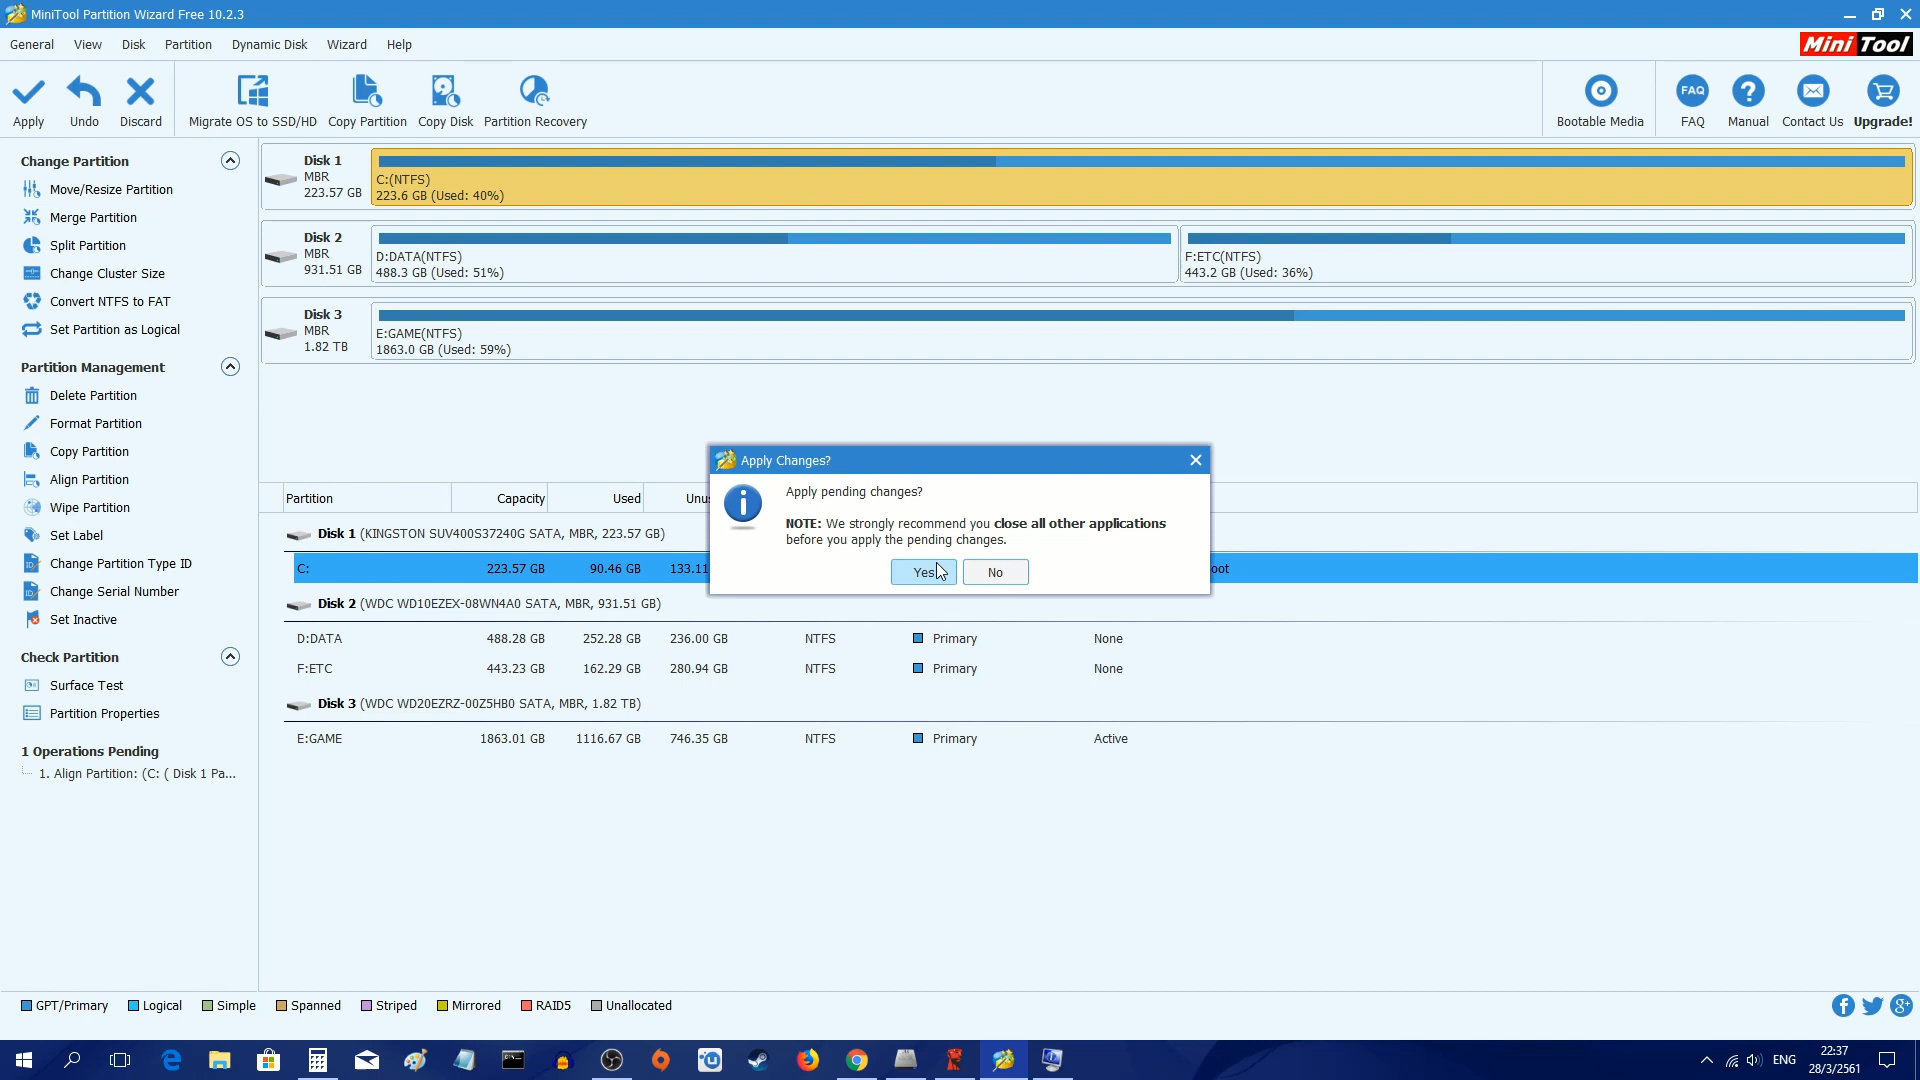 MiniTool Partition Wizard Free 10.2.3
General View Disk Partition Dynamic Disk Wizard Help
Mini Tool
Apply Undo Discard Migrate OS to SSD/HD Copy Partition Copy Disk Partition Recovery Bootable Media FAQ FAQ Manual Contact Us Upgrade!
Change Partition
Move/Resize Partition
Merge Partition
Split Partition
Change Cluster Size
Convert NTFS to FAT
Set Partition as Logical
Partition Management
Delete Partition
Format Partition
Copy Partition
Align Partition
Wipe Partition
Set Label
Change Partition Type ID
Change Serial Number
Set Inactive
Check Partition
Surface Test
Partition Properties
1 Operations Pending
1. Align Partition: (C: ( Disk 1 Pa...
Disk 1
MBR
223.57 GB
C:(NTFS)
223.6 GB (Used: 40%)
Disk 2
MBR
931.51 GB
D:DATA(NTFS)
488.3 GB (Used: 51%)
F:ETC(NTFS)
443.2 GB (Used: 36%)
Disk 3
MBR
1.82 TB
E:GAME(NTFS)
1863.0 GB (Used: 59%)
Partition Capacity Used Unus
Disk 1 (KINGSTON SUV400S37240G SATA, MBR, 223.57 GB)
C: 223.57 GB 90.46 GB 133.11 oot
Disk 2 (WDC WD10EZEX-08WN4A0 SATA, MBR, 931.51 GB)
D:DATA 488.28 GB 252.28 GB 236.00 GB NTFS Primary None
F:ETC 443.23 GB 162.29 GB 280.94 GB NTFS Primary None
Disk 3 (WDC WD20EZRZ-00Z5HB0 SATA, MBR, 1.82 TB)
E:GAME 1863.01 GB 1116.67 GB 746.35 GB NTFS Primary Active
Apply Changes?
Apply pending changes?
NOTE: We strongly recommend you close all other applications
before you apply the pending changes.
Yes No
GPT/Primary Logical Simple Spanned Striped Mirrored RAID5 Unallocated
ENG
22:37
28/3/2561